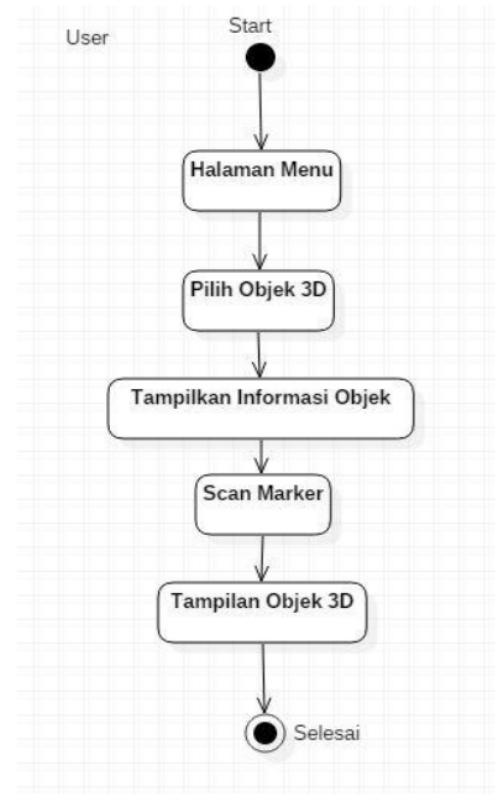 User
Start
Halaman Menu
Pilih Objek 3D
Tampilkan Informasi Objek
Scan Marker
Tampilan Objek 3D
Selesai